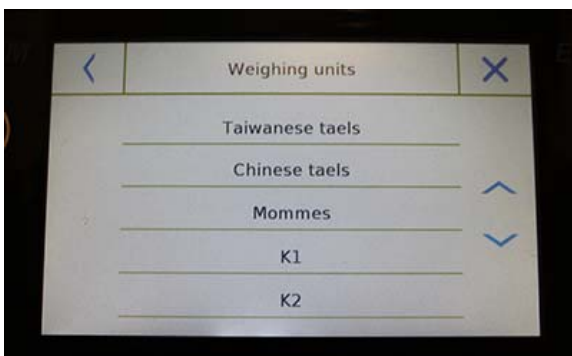 Weighing units
Taiwanese taels
Chinese taels
Mommes
K1
K2